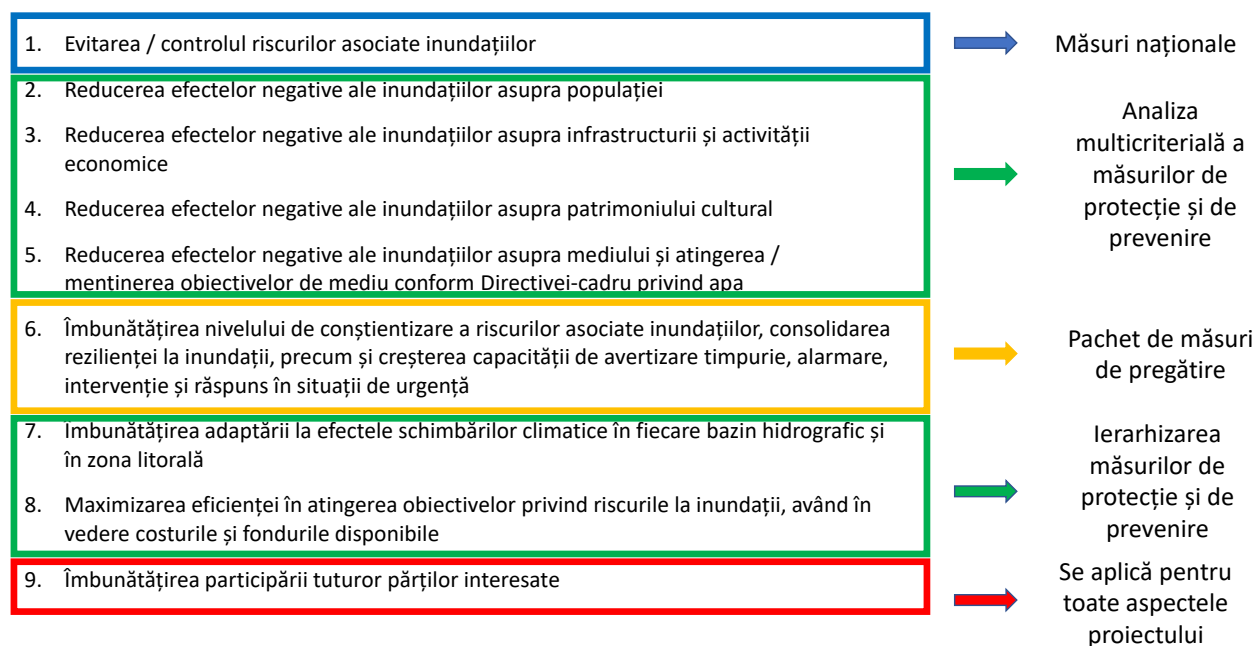 1. Evitarea / controlul riscurilor asociate inundațiilor
Măsuri naționale
2. Reducerea efectelor negative ale inundațiilor asupra populației
3. Reducerea efectelor negative ale inundațiilor asupra infrastructurii și activității
economice
4. Reducerea efectelor negative ale inundațiilor asupra patrimoniului cultural
5. Reducerea efectelor negative ale inundațiilor asupra mediului și atingerea /
mentinerea obiectivelor de mediu conform Directivei-cadru privind apa
Analiza
multicriterială a
măsurilor de
protecție și de
prevenire
6. Îmbunătățirea nivelului de conștientizare a riscurilor asociate inundațiilor, consolidarea
rezilienței la inundații, precum și creșterea capacității de avertizare timpurie, alarmare,
intervenție și răspuns în situații de urgență
Pachet de măsuri
de pregătire
7. Îmbunătățirea adaptării la efectele schimbărilor climatice în fiecare bazin hidrografic și
în zona litorală
8. Maximizarea eficienței în atingerea obiectivelor privind riscurile la inundații, având în
vedere costurile și fondurile disponibile
Ierarhizarea
măsurilor de
protecție și de
prevenire
9. Îmbunătățirea participării tuturor părților interesate
Se aplică pentru
toate aspectele
proiectului